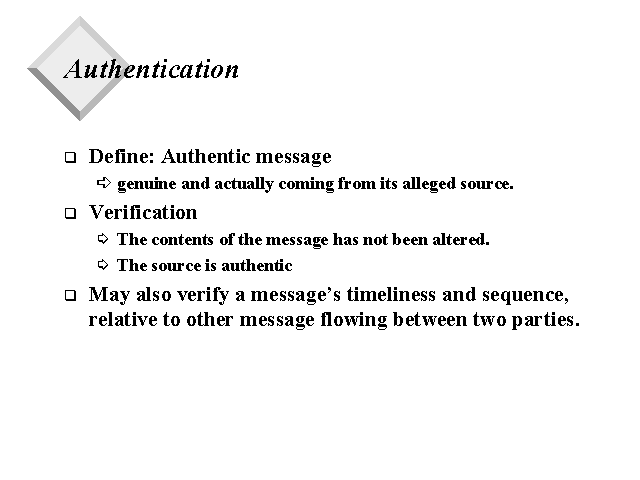 Authentication
Define: Authentic message
genuine and actually coming from its alleged source.
Verification
The contents of the message has not been altered.
The source is authentic
May also verify a message's timeliness and sequence,
relative to other message flowing between two parties.